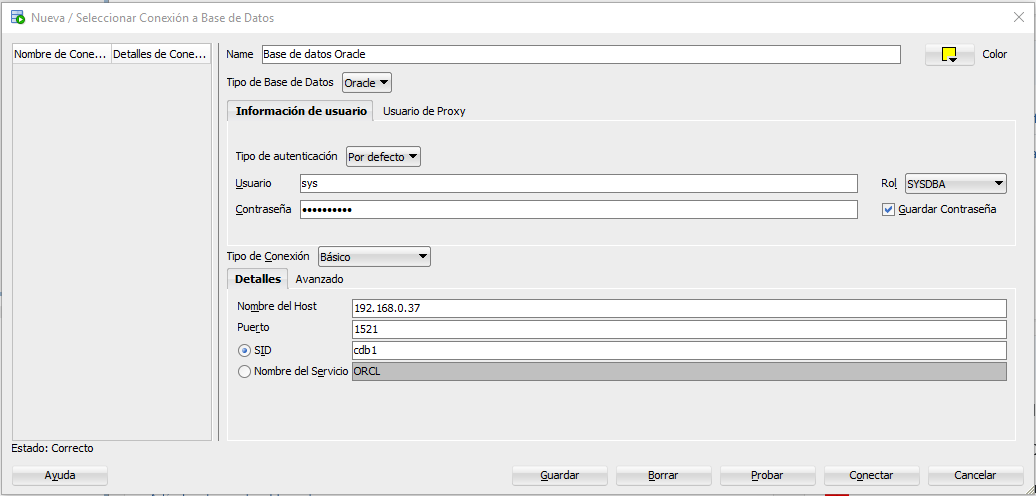 Nueva / Seleccionar Conexión a Base de Datos
Nombre de Cone... Detalles de Cone...
Name Base de datos Oracle Color
Tipo de Base de Datos Oracle
Información de usuario Usuario de Proxy
Tipo de autenticación Por defecto
Usuario sys Rol SYSDBA
Contraseña •••••••••• Guardar Contraseña
Tipo de Conexión Básico
Detalles Avanzado
Nombre del Host 192.168.0.37
Puerto 1521
SID cdb1
Nombre del Servicio ORCL
Estado: Correcto
Ayuda Guardar Borrar Probar Conectar Cancelar